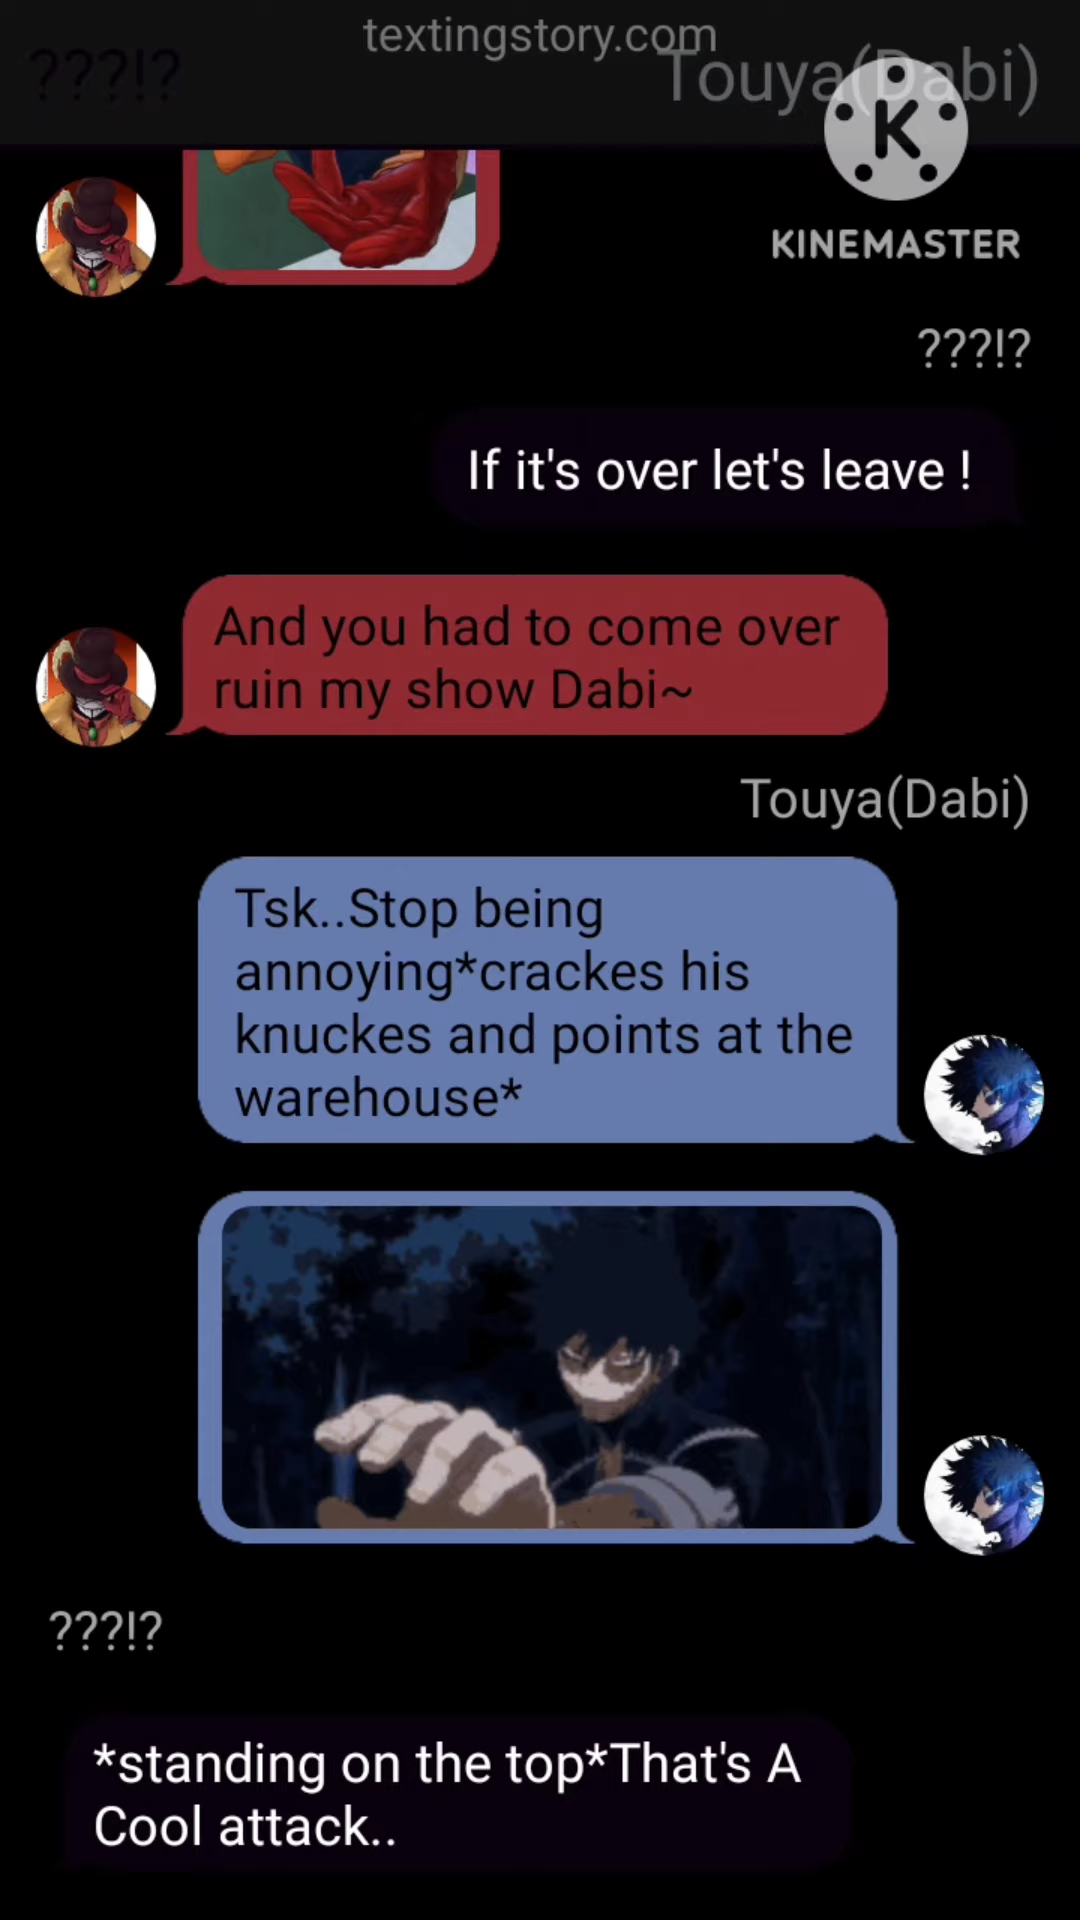 textingstory.com
???!?
Touya(Dabi)
K
KINEMASTER
???!?
If it's over let's leave !
And you had to come over
ruin my show Dabi~
Touya(Dabi)
Tsk..Stop being
annoying*crackes his
knuckes and points at the
warehouse*
???!?
*standing on the top*That's A
Cool attack..